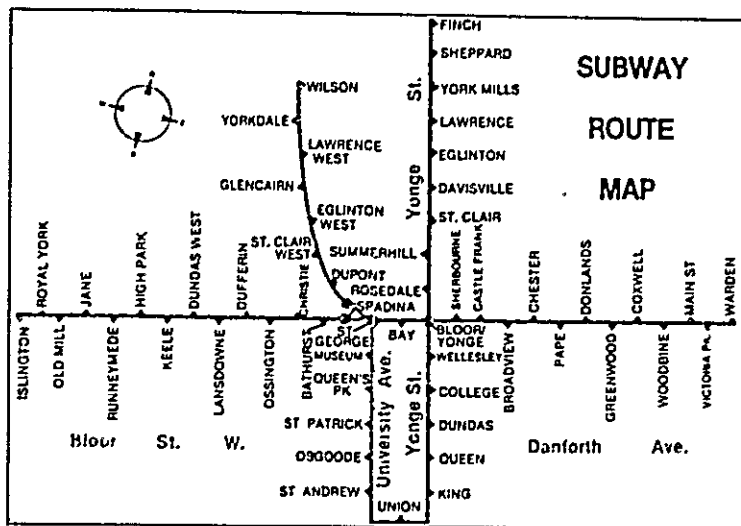 SUBWAY
ROUTE
MAP
FINCH
SHEPPARD
YORK MILLS
LAWRENCE
EGLINTON
DAVISVILLE
ST. CLAIR
SUMMERHILL
ROSEDALE
Yonge St.
WILSON
YORKDALE
LAWRENCE
WEST
GLENCAIRN
EGLINTON
WEST
ST. CLAIR
WEST
DUPONT
SPADINA
ISLINGTON
ROYAL YORK
OLD MILL
JANE
RUNNEYMEDE
HIGH PARK
KEELE
DUNDAS WEST
LANSDOWNE
DUFFERIN
OSSINGTON
CHRISTIE
BATHURST
ST
GEORGE
BAY
BLOOR/
YONGE
SHERBOURNE
CASTLE FRANK
BROADVIEW
CHESTER
PAPE
DONLANDS
GREENWOOD
COXWELL
WOODBINE
MAIN ST
VICTORIA PK.
WARDEN
MUSEUM
QUEEN'S
PK
ST PATRICK
OSGOODE
ST ANDREW
UNION
University Ave.
Yonge St.
WELLESLEY
COLLEGE
DUNDAS
QUEEN
KING
Bloor St. W.
Danforth Ave.